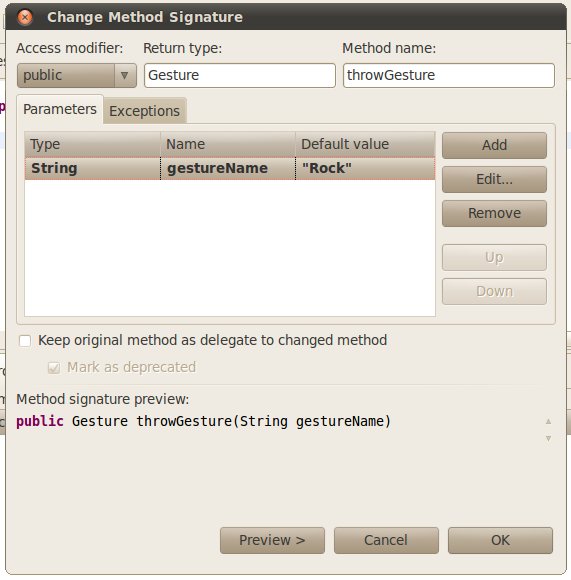 Change Method Signature
Access modifier: Return type: Method name:
public Gesture throwGesture
Parameters Exceptions
Type Name Default value
String gestureName "Rock"
Add
Edit...
Remove
Up
Down
Keep original method as delegate to changed method
Mark as deprecated
Method signature preview:
public Gesture throwGesture(String gestureName)
Preview > Cancel OK